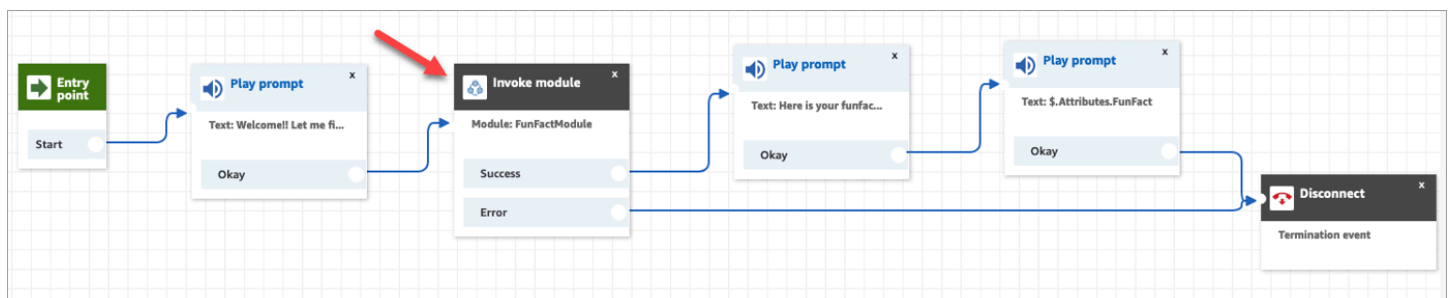 Entry
point
Start
Play prompt
x
Text: Welcome!! Let me fi...
Okay
Invoke module
x
Module: FunFactModule
Success
Error
Play prompt
x
Text: Here is your funfac...
Okay
Play prompt
x
Text: $.Attributes.FunFact
Okay
Disconnect
x
Termination event